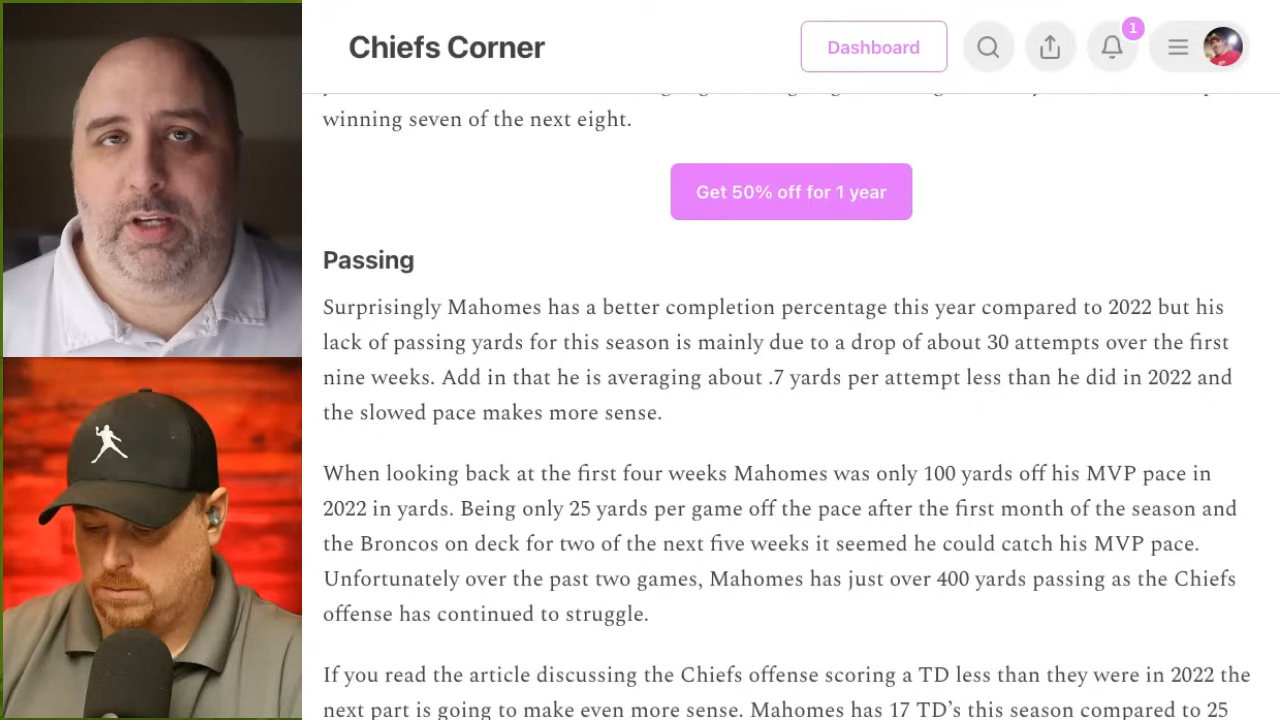 Chiefs Corner
Dashboard
1
winning seven of the next eight.
Get 50% off for 1 year
Passing
Surprisingly Mahomes has a better completion percentage this year compared to 2022 but his
lack of passing yards for this season is mainly due to a drop of about 30 attempts over the first
nine weeks. Add in that he is averaging about .7 yards per attempt less than he did in 2022 and
the slowed pace makes more sense.
When looking back at the first four weeks Mahomes was only 100 yards off his MVP pace in
2022 in yards. Being only 25 yards per game off the pace after the first month of the season and
the Broncos on deck for two of the next five weeks it seemed he could catch his MVP pace.
Unfortunately over the past two games, Mahomes has just over 400 yards passing as the Chiefs
offense has continued to struggle.
If you read the article discussing the Chiefs offense scoring a TD less than they were in 2022 the
next part is going to make even more sense. Mahomes has 17 TD’s this season compared to 25